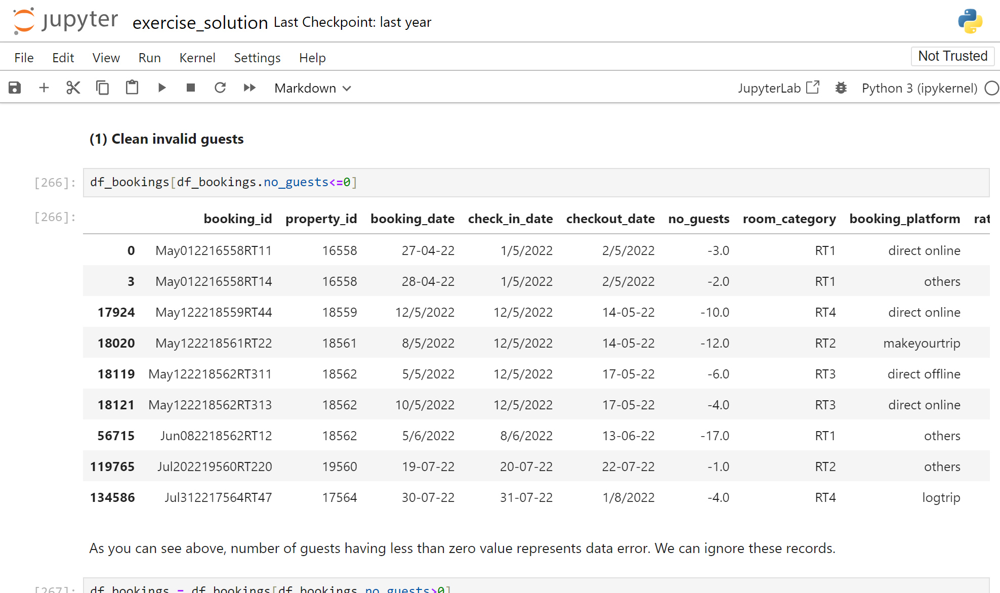 jupyter exercise_solution Last Checkpoint: last year
File Edit View Run Kernel Settings Help Not Trusted
Markdown JupyterLab Python 3 (ipykernel)
(1) Clean invalid guests
[266]: df_bookings[df_bookings.no_guests<=0]
[266]: booking_id property_id booking_date check_in_date checkout_date no_guests room_category booking_platform rat
0 May012216558RT11 16558 27-04-22 1/5/2022 2/5/2022 -3.0 RT1 direct online
3 May012216558RT14 16558 28-04-22 1/5/2022 2/5/2022 -2.0 RT1 others
17924 May122218559RT44 18559 12/5/2022 12/5/2022 14-05-22 -10.0 RT4 direct online
18020 May122218561RT22 18561 8/5/2022 12/5/2022 14-05-22 -12.0 RT2 makeyourtrip
18119 May122218562RT311 18562 5/5/2022 12/5/2022 17-05-22 -6.0 RT3 direct offline
18121 May122218562RT313 18562 10/5/2022 12/5/2022 17-05-22 -4.0 RT3 direct online
56715 Jun082218562RT12 18562 5/6/2022 8/6/2022 13-06-22 -17.0 RT1 others
119765 Jul202219560RT220 19560 19-07-22 20-07-22 22-07-22 -1.0 RT2 others
134586 Jul312217564RT47 17564 30-07-22 31-07-22 1/8/2022 -4.0 RT4 logtrip
As you can see above, number of guests having less than zero value represents data error. We can ignore these records.
[267]: df_bookings = df_bookings[df_bookings.no_guests>0]